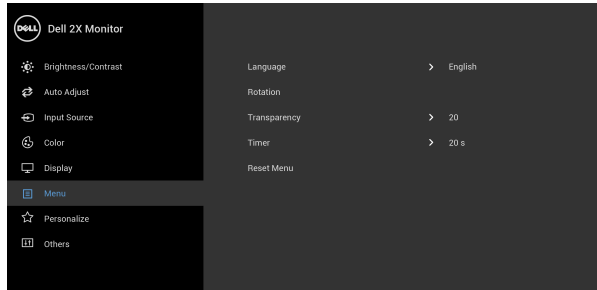 DELL Dell 2X Monitor
Brightness/Contrast
Auto Adjust
Input Source
Color
Display
Menu
Personalize
Others
Language > English
Rotation
Transparency > 20
Timer > 20 s
Reset Menu